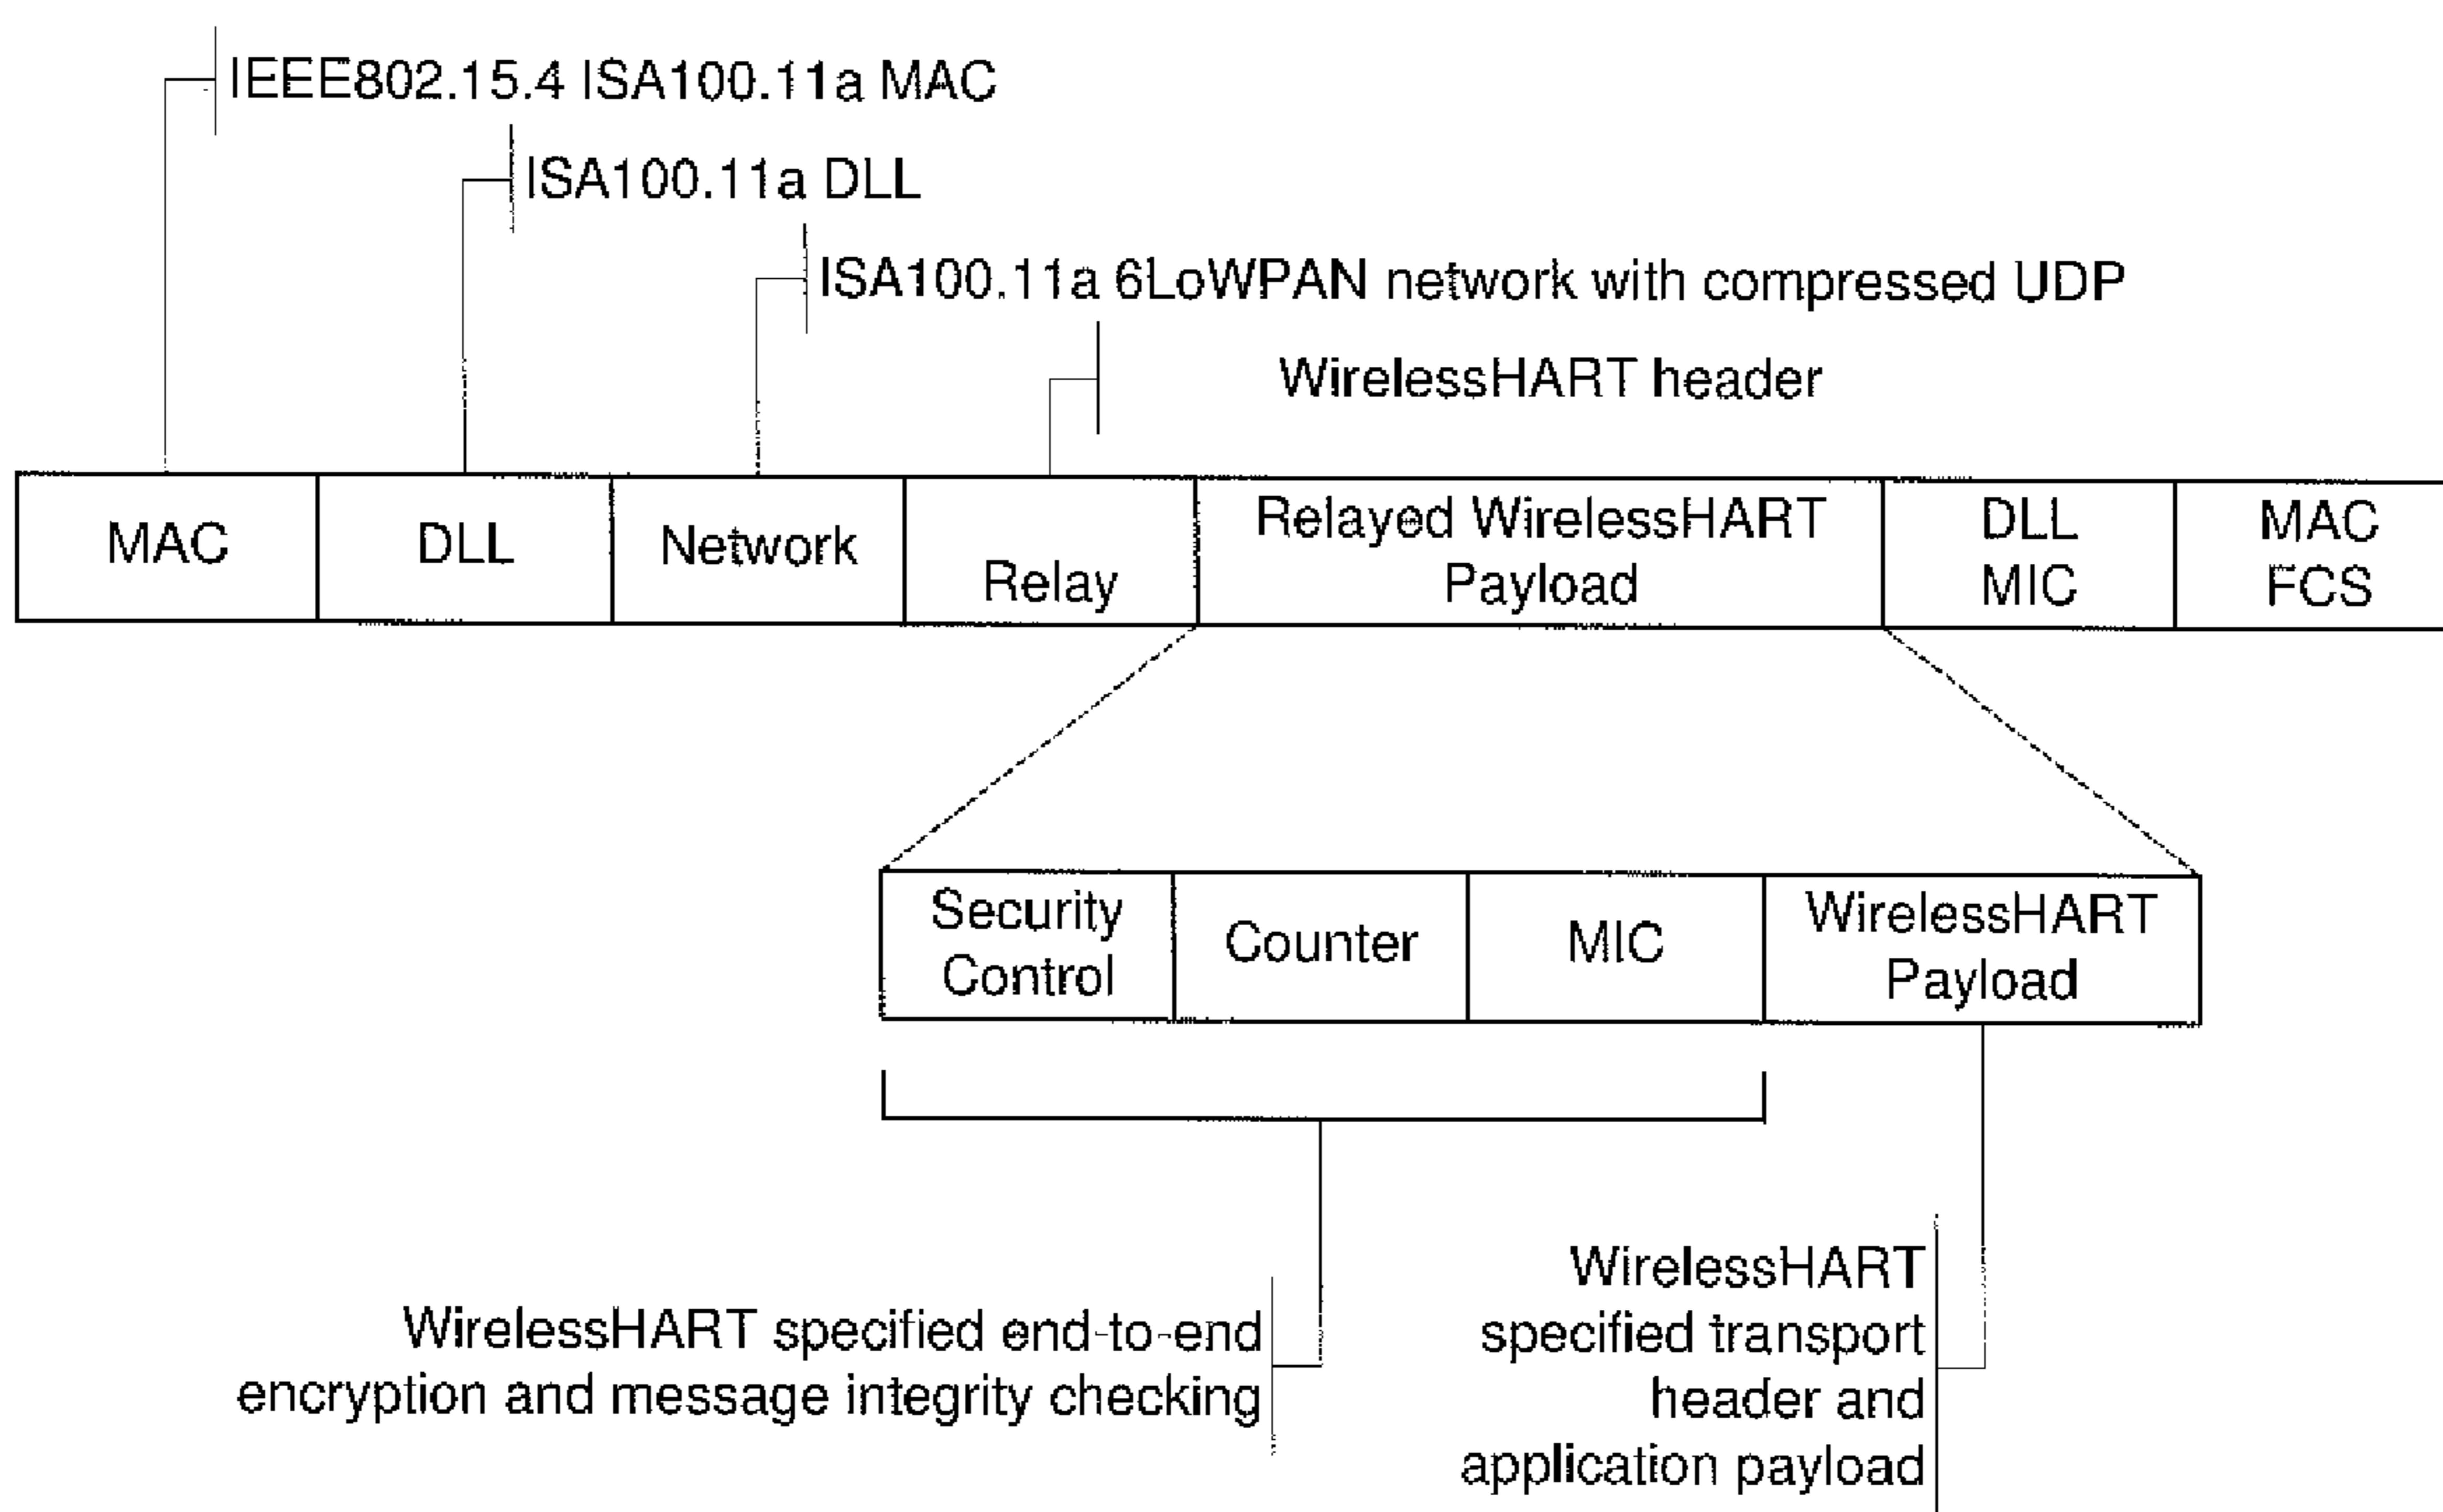 IEEE802.15.4 ISA100.11a MAC
ISA100.11a DLL
ISA100.11a 6LoWPAN network with compressed UDP
WirelessHART header
MAC
DLL
Network
Relay
Relayed WirelessHART
Payload
DLL
MIC
MAC
FCS
Security
Control
Counter
MIC
WirelessHART
Payload
WirelessHART specified end-to-end
encryption and message integrity checking
WirelessHART
specified transport
header and
application payload